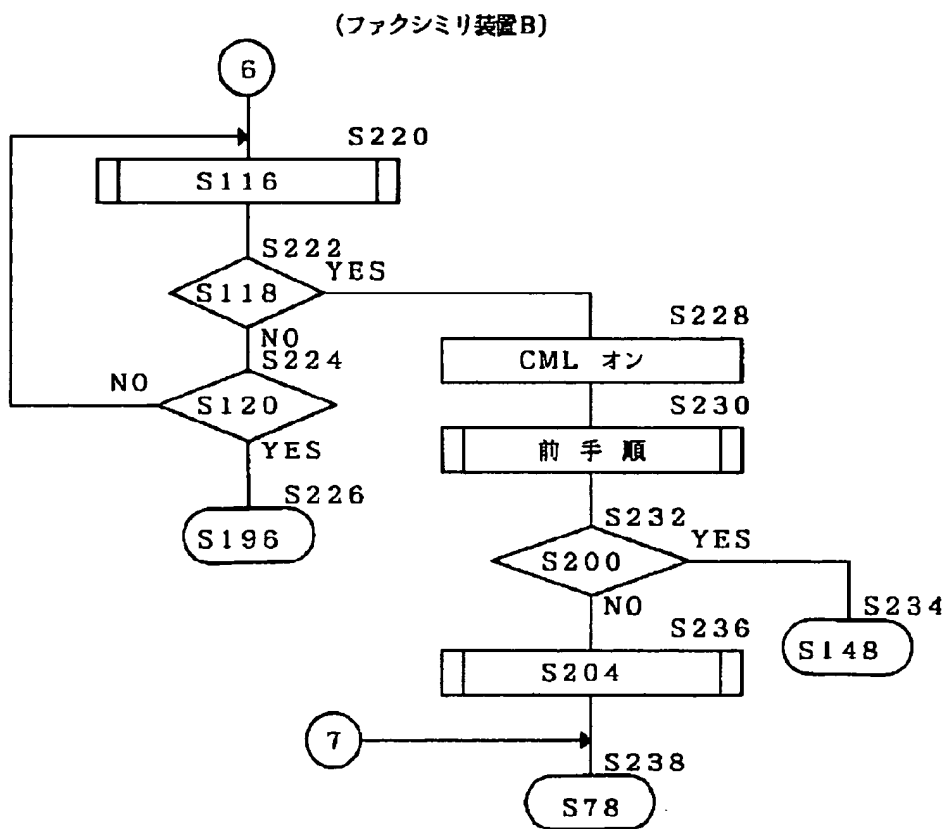 (ファクシミリ装置B)
6
S220
S116
S222
YES
S118
NO
S224
NO
S120
YES
S226
S196
S228
CML オン
S230
前手順
S232
YES
S200
NO
S234
S148
S236
S204
7
S238
S78